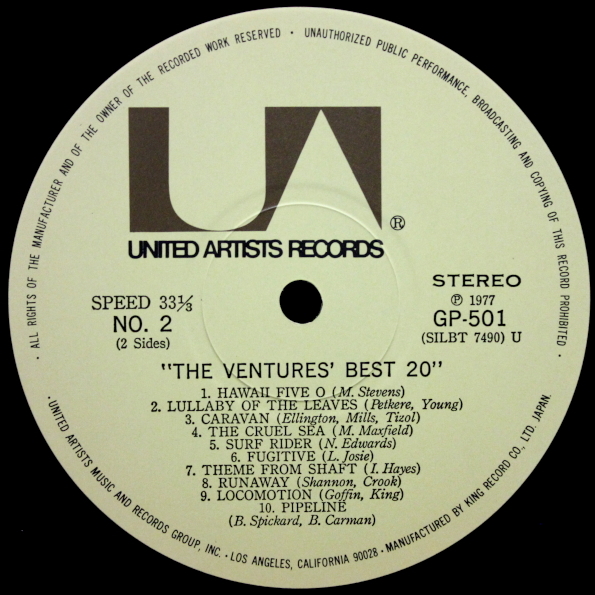 ALL RIGHTS OF THE MANUFACTURER AND OF THE OWNER OF THE RECORDED WORK RESERVED · UNAUTHORIZED PUBLIC PERFORMANCE, BROADCASTING AND COPYING OF THIS RECORD PROHIBITED ·
UA ®
UNITED ARTISTS RECORDS
SPEED 33⅓
NO. 2
(2 Sides)
STEREO
℗ 1977
GP-501
(SILBT 7490) U
"THE VENTURES' BEST 20"
1. HAWAII FIVE O (M. Stevens)
2. LULLABY OF THE LEAVES (Petkere, Young)
3. CARAVAN (Ellington, Mills, Tizol)
4. THE CRUEL SEA (M. Maxfield)
5. SURF RIDER (N. Edwards)
6. FUGITIVE (L. Josie)
7. THEME FROM SHAFT (I. Hayes)
8. RUNAWAY (Shannon, Crook)
9. LOCOMOTION (Goffin, King)
10. PIPELINE
(B. Spickard, B. Carman)
· UNITED ARTISTS MUSIC AND RECORDS GROUP, INC. · LOS ANGELES, CALIFORNIA 90028 · MANUFACTURED BY KING RECORD CO., LTD. JAPAN.